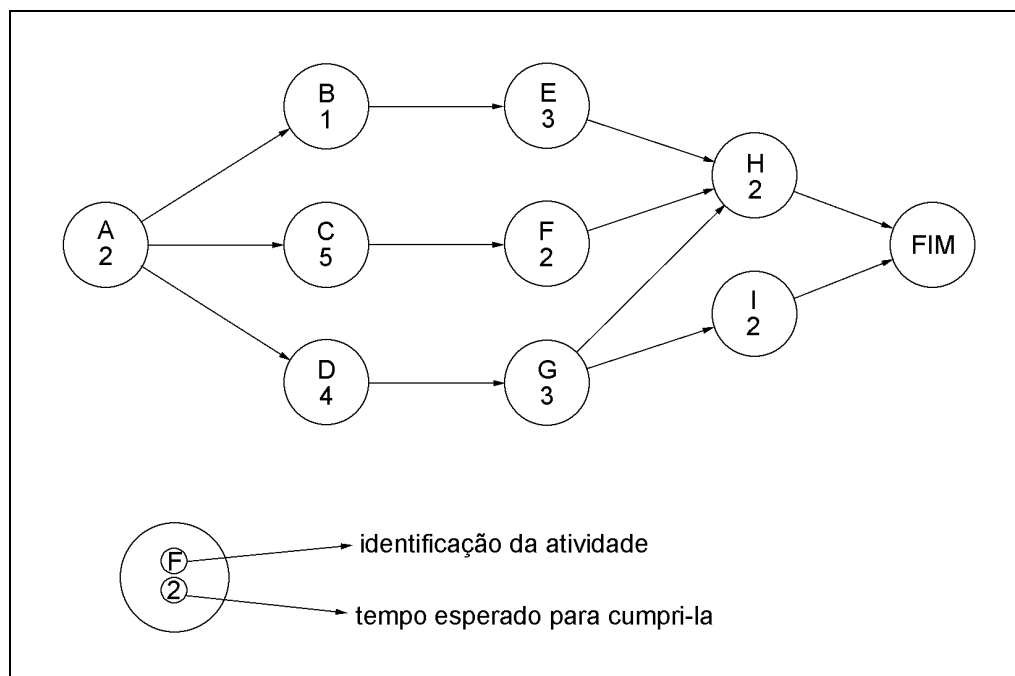 B
1
E
3
H
2
A
2
C
5
F
2
FIM
I
2
D
4
G
3
F
identificação da atividade
2
tempo esperado para cumpri-la